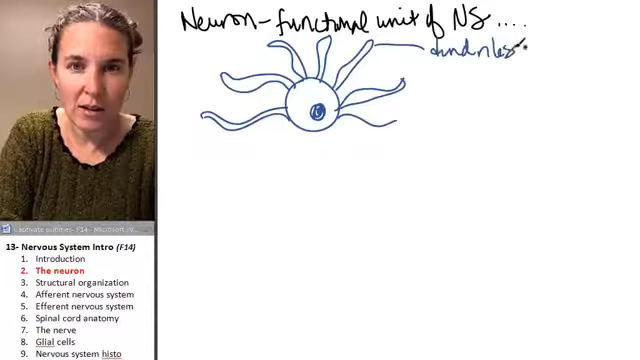 Neuron - functional unit of NS ....
dendrites
Captivate outlines- F14 - Microsoft W...
13- Nervous System Intro (F14)
1. Introduction
2. The neuron
3. Structural organization
4. Afferent nervous system
5. Efferent nervous system
6. Spinal cord anatomy
7. The nerve
8. Glial cells
9. Nervous system histo